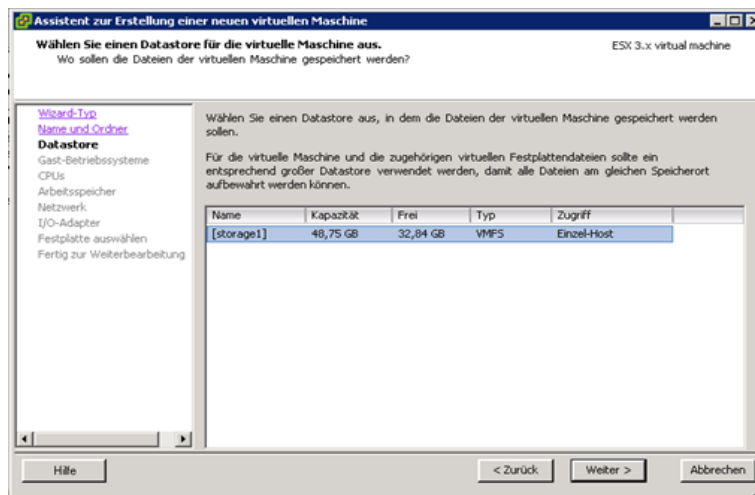 Assistent zur Erstellung einer neuen virtuellen Maschine
Wählen Sie einen Datastore für die virtuelle Maschine aus.
Wo sollen die Dateien der virtuellen Maschine gespeichert werden?
ESX 3.x virtual machine
Wizard-Typ
Name und Ordner
Datastore
Gast-Betriebssysteme
CPUs
Arbeitsspeicher
Netzwerk
I/O-Adapter
Festplatte auswählen
Fertig zur Weiterbearbeitung
Wählen Sie einen Datastore aus, in dem die Dateien der virtuellen Maschine gespeichert werden
sollen.
Für die virtuelle Maschine und die zugehörigen virtuellen Festplattendateien sollte ein
entsprechend großer Datastore verwendet werden, damit alle Dateien am gleichen Speicherort
aufbewahrt werden können.
Name Kapazität Frei Typ Zugriff
[storage1] 48,75 GB 32,84 GB VMFS Einzel-Host
Hilfe < Zurück Weiter > Abbrechen